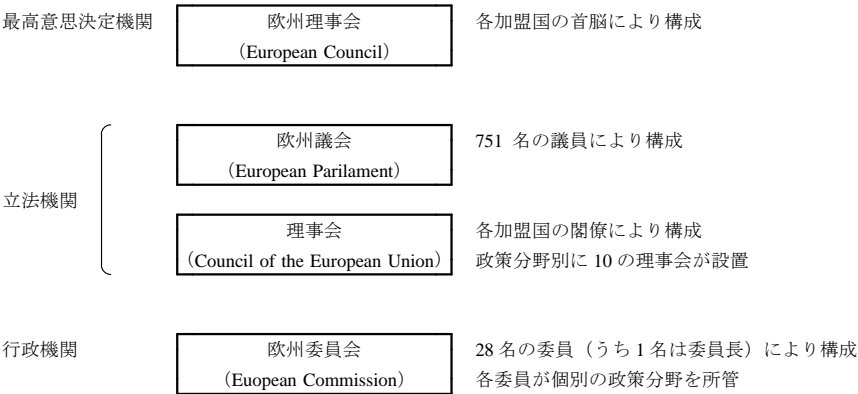 最高意思決定機関 欧州理事会 各加盟国の首脳により構成
（European Council）
欧州議会 751 名の議員により構成
（European Parilament）
立法機関
理事会 各加盟国の閣僚により構成
（Council of the European Union） 政策分野別に 10 の理事会が設置
行政機関 欧州委員会 28 名の委員（うち 1 名は委員長）により構成
（Euopean Commission） 各委員が個別の政策分野を所管